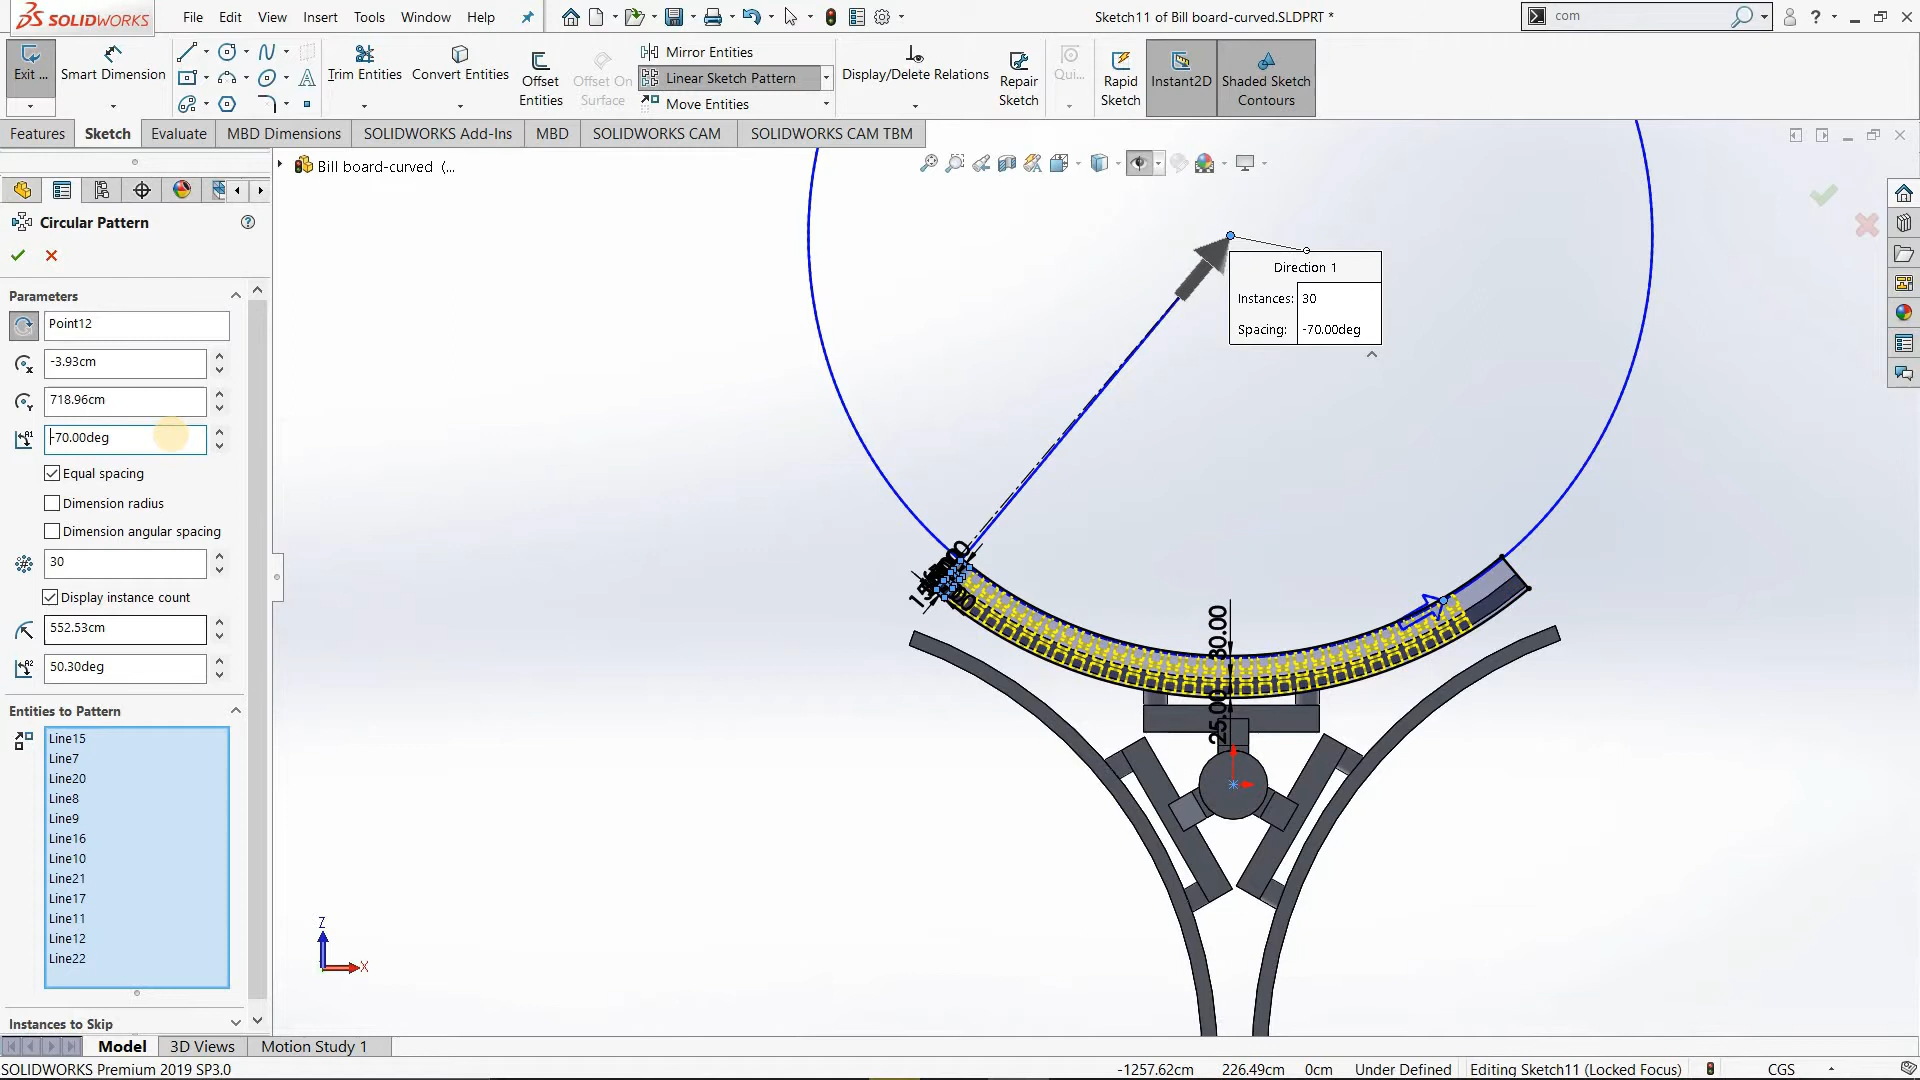 SOLIDWORKS
File Edit View Insert Tools Window Help
Sketch11 of Bill board-curved.SLDPRT *
com
Exit ...
Smart Dimension
Trim Entities
Convert Entities
Offset Entities
Offset On Surface
Mirror Entities
Linear Sketch Pattern
Move Entities
Display/Delete Relations
Repair Sketch
Qui...
Rapid Sketch
Instant2D
Shaded Sketch Contours
Features Sketch Evaluate MBD Dimensions SOLIDWORKS Add-Ins MBD SOLIDWORKS CAM SOLIDWORKS CAM TBM
Bill board-curved (...
Circular Pattern
Parameters
Point12
-3.93cm
718.96cm
-70.00deg
Equal spacing
Dimension radius
Dimension angular spacing
30
Display instance count
552.53cm
50.30deg
Entities to Pattern
Line15
Line7
Line20
Line8
Line9
Line16
Line10
Line21
Line17
Line11
Line12
Line22
Instances to Skip
Direction 1
Instances: 30
Spacing: -70.00deg
30.00
25.00
Z
X
Model 3D Views Motion Study 1
SOLIDWORKS Premium 2019 SP3.0
-1257.62cm 226.49cm 0cm Under Defined Editing Sketch11 (Locked Focus) CGS